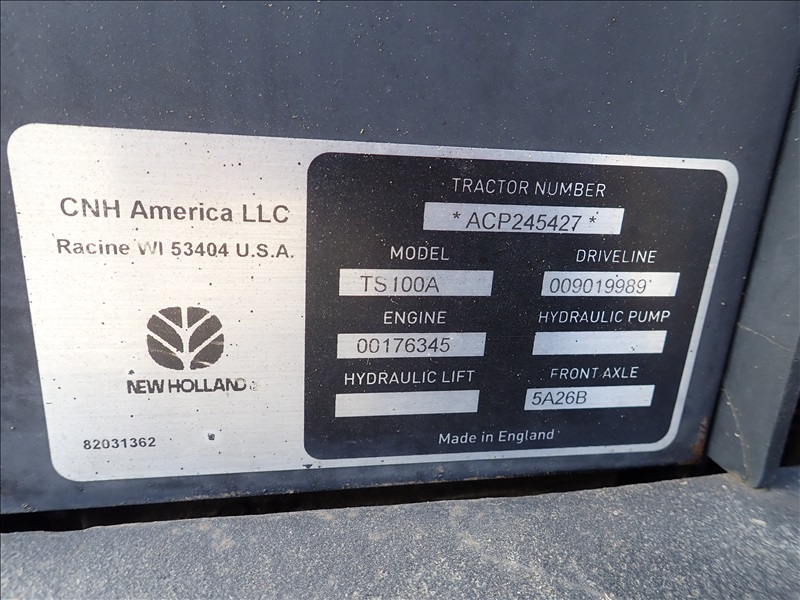 CNH America LLC
Racine WI 53404 U.S.A.
NEW HOLLAND
82031362
TRACTOR NUMBER
*ACP245427*
MODEL
TS100A
DRIVELINE
009019989
ENGINE
00176345
HYDRAULIC PUMP
HYDRAULIC LIFT
FRONT AXLE
5A26B
Made in England